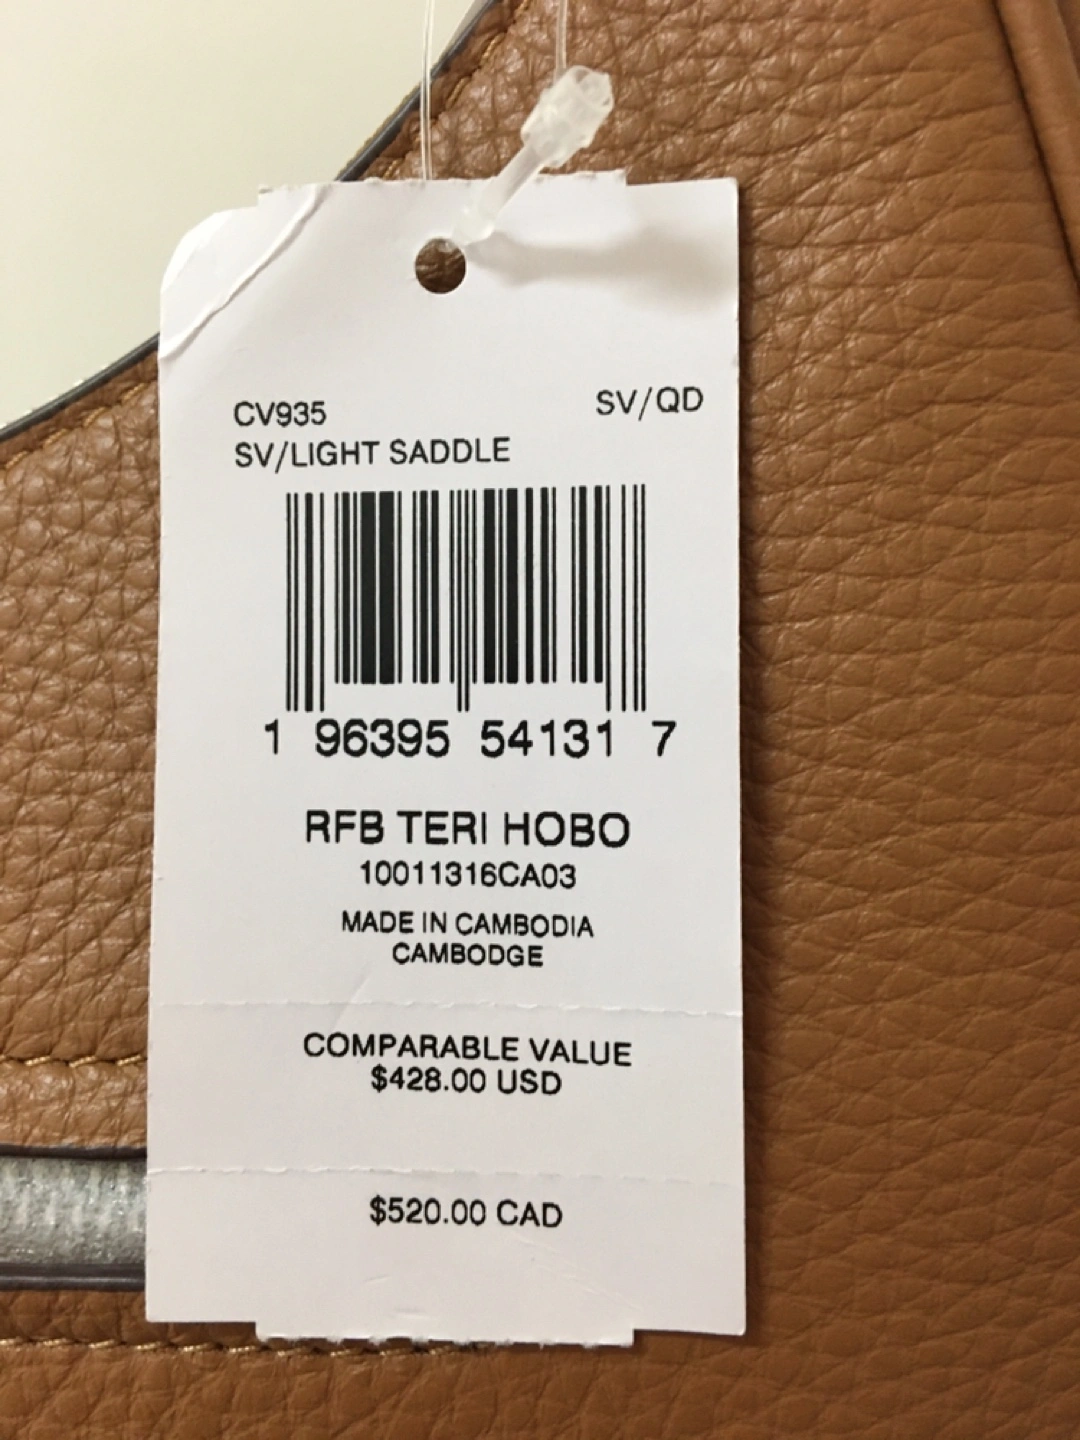 CV935 SV/QD
SV/LIGHT SADDLE
1 96395 54131 7
RFB TERI HOBO
10011316CA03
MADE IN CAMBODIA
CAMBODGE
COMPARABLE VALUE
$428.00 USD
$520.00 CAD